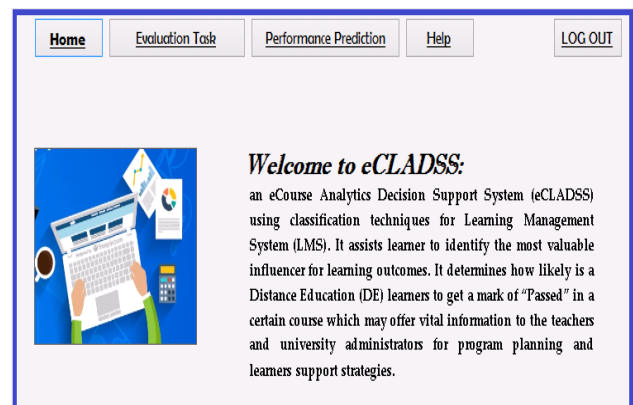 Home
Evaluation Task
Performance Prediction
Help
LOG OUT
Welcome to eCLADSS:
an eCourse Analytics Decision Support System (eCLADSS)
using classification techniques for Learning Management
System (LMS). It assists learner to identify the most valuable
influencer for learning outcomes. It determines how likely is a
Distance Education (DE) learners to get a mark of “Passed” in a
certain course which may offer vital information to the teachers
and university administrators for program planning and
learners support strategies.